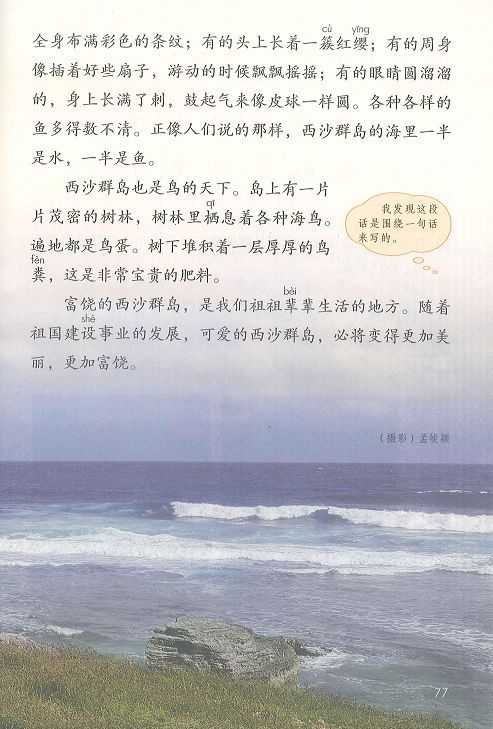 cù yīng
全身布满彩色的条纹；有的头上长着一簇红缨；有的周身
像插着好些扇子，游动的时候飘飘摇摇；有的眼睛圆溜溜
的，身上长满了刺，鼓起气来像皮球一样圆。各种各样的
鱼多得数不清。正像人们说的那样，西沙群岛的海里一半
是水，一半是鱼。
西沙群岛也是鸟的天下。岛上有一片
qī
片茂密的树林，树林里栖息着各种海鸟。
遍地都是鸟蛋。树下堆积着一层厚厚的鸟
fèn
粪，这是非常宝贵的肥料。
我发现这段
话是围绕一句话
来写的。
bèi
富饶的西沙群岛，是我们祖祖辈辈生活的地方。随着
shè
祖国建设事业的发展，可爱的西沙群岛，必将变得更加美
丽，更加富饶。
（摄影）孟铵颖
77